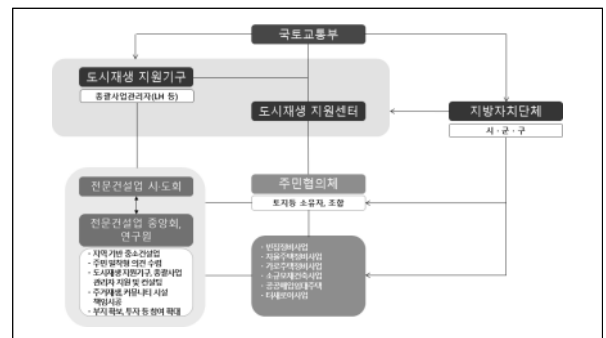 국토교통부
도시재생 지원기구
총괄사업관리자(LH 등)
도시재생 지원센터
지방자치단체
시·군·구
전문건설업 시·도회
주민협의체
토지등 소유자, 조합
전문건설업 중앙회,
연구원
- 지역 기반 중소건설업
- 주민 밀착형 의견 수렴
- 도시재생 지원기구, 총괄사업
관리자 지원 및 컨설팅
- 주거재생, 커뮤니티 시설
책임시공
- 부지 확보, 투자 등 참여 확대
- 빈집정비사업
- 자율주택정비사업
- 가로주택정비사업
- 소규모재건축사업
- 공공매입임대주택
- 터새로이사업